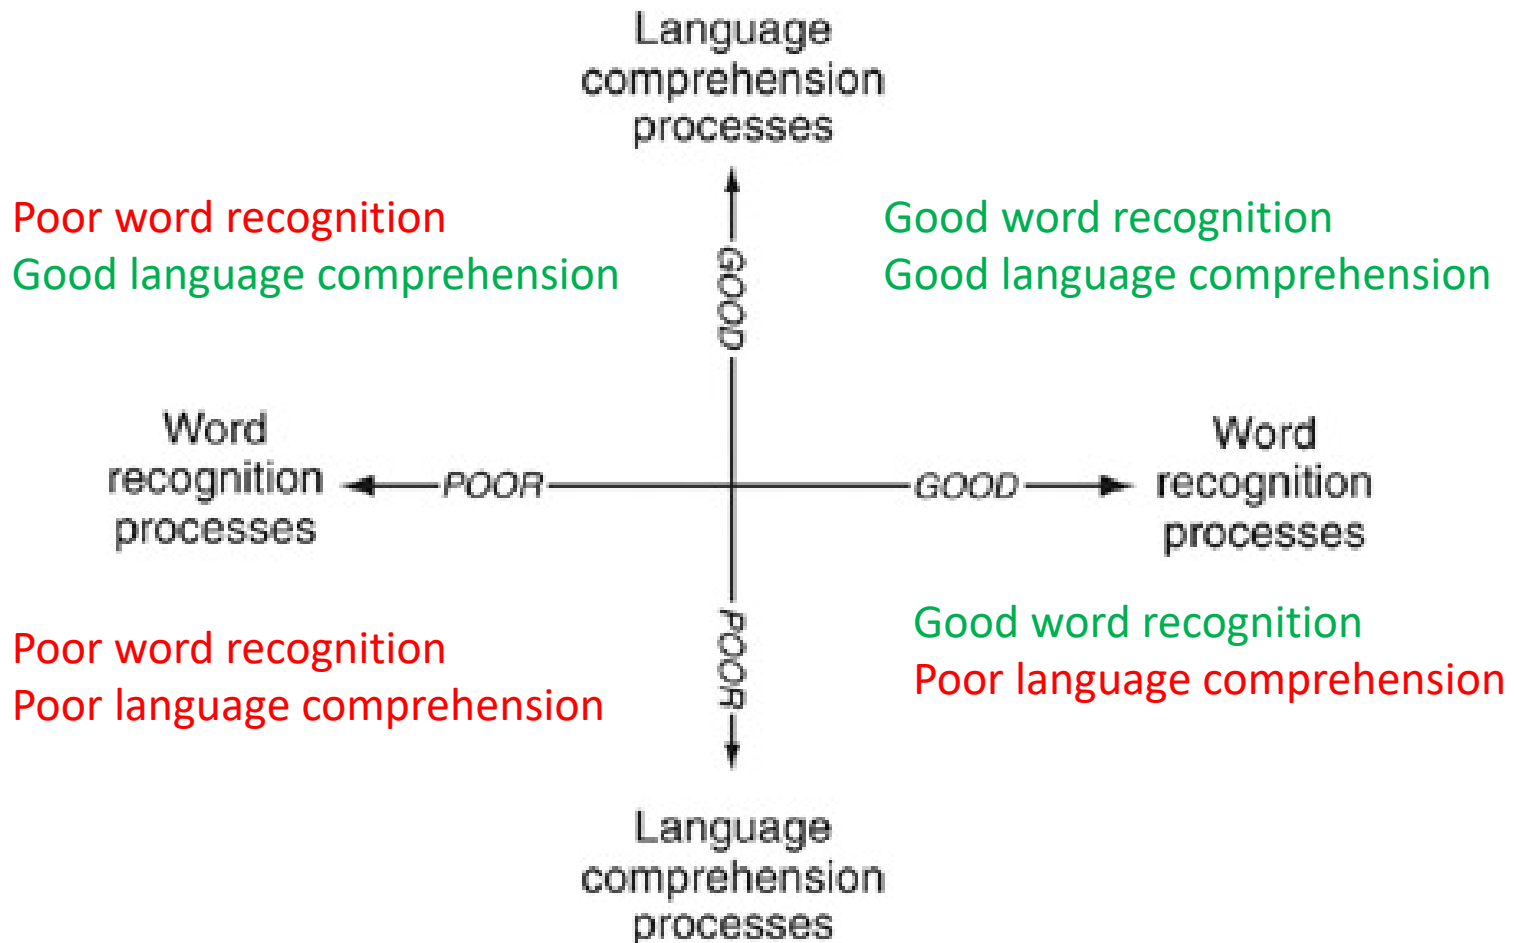 Language
comprehension
processes
Poor word recognition
Good language comprehension
Good word recognition
Good language comprehension
GOOD
Word
recognition
processes
POOR
GOOD
Word
recognition
processes
Poor word recognition
Poor language comprehension
POOR
Good word recognition
Poor language comprehension
Language
comprehension
processes